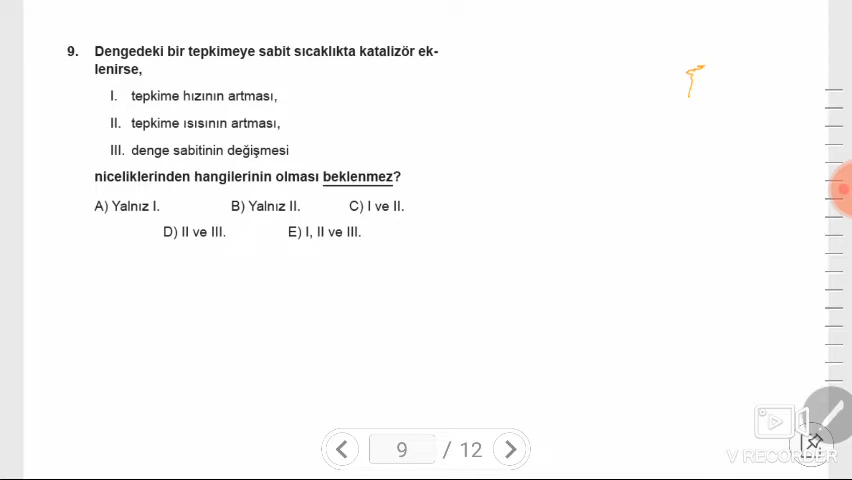 9. Dengedeki bir tepkimeye sabit sıcaklıkta katalizör ek-
lenirse,
I. tepkime hızının artması,
II. tepkime ısısının artması,
III. denge sabitinin değişmesi
niceliklerinden hangilerinin olması beklenmez?
A) Yalnız I. B) Yalnız II. C) I ve II.
D) II ve III. E) I, II ve III.
9 / 12
V RECORDER